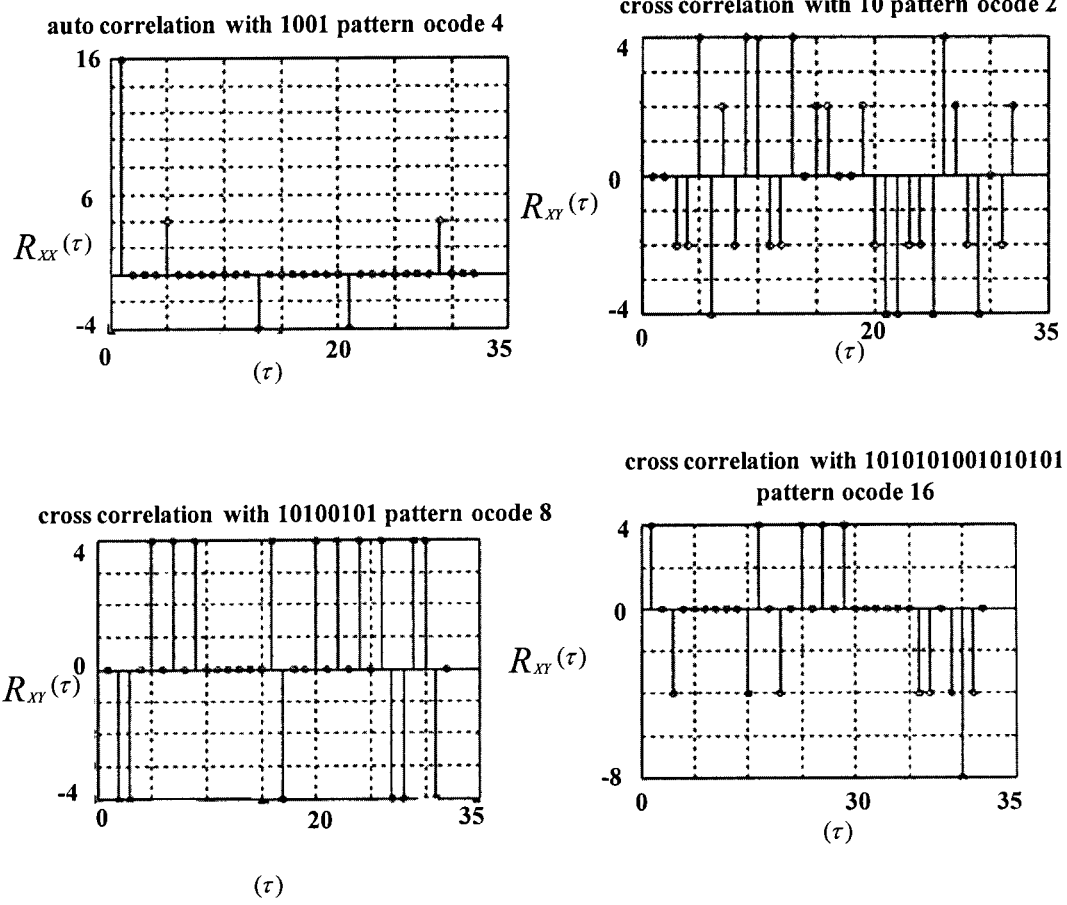 auto correlation with 1001 pattern ocode 4
16
6
R_XX(τ)
-4
0
20
35
(τ)
cross correlation with 10 pattern ocode 2
4
0
R_XY(τ)
-4
0
20
35
(τ)
cross correlation with 10100101 pattern ocode 8
4
0
R_XY(τ)
-4
0
20
35
(τ)
cross correlation with 1010101001010101
pattern ocode 16
4
0
R_XY(τ)
-8
0
30
35
(τ)